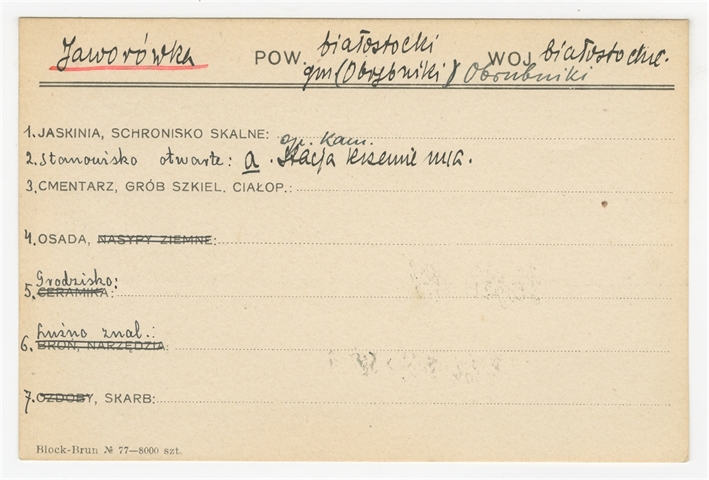 Jaworówka POW. białostocki WOJ. białostockie.
gm (Obrębniki) Obrubniki
1. JASKINIA, SCHRONISKO SKALNE:
ep. kam.
2. Stanowisko otwarte: a. Stacja krzemienna.
3. CMENTARZ, GRÓB SZKIEL. CIAŁOP.:
4. OSADA, NASYPY ZIEMNE:
Grodzisko:
5. CERAMIKA:
Luźno znal.:
6. BROŃ, NARZĘDZIA:
7. OZDOBY, SKARB:
Block-Brun № 77—8000 szt.